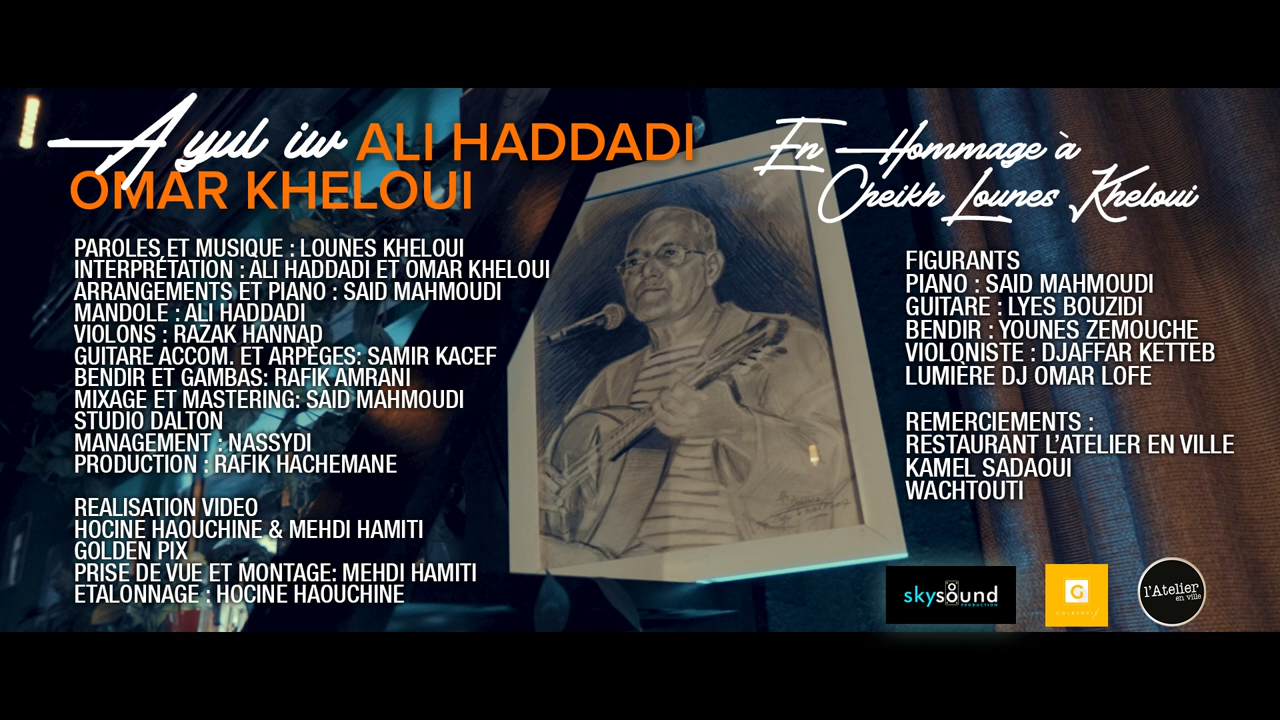 A yul iw ALI HADDADI
OMAR KHELOUI
PAROLES ET MUSIQUE : LOUNES KHELOUI
INTERPRÉTATION : ALI HADDADI ET OMAR KHELOUI
ARRANGEMENTS ET PIANO : SAID MAHMOUDI
MANDOLE : ALI HADDADI
VIOLONS : RAZAK HANNAD
GUITARE ACCOM. ET ARPÈGES: SAMIR KACEF
BENDIR ET GAMBAS: RAFIK AMRANI
MIXAGE ET MASTERING: SAID MAHMOUDI
STUDIO DALTON
MANAGEMENT : NASSYDI
PRODUCTION : RAFIK HACHEMANE
REALISATION VIDEO
HOCINE HAOUCHINE & MEHDI HAMITI
GOLDEN PIX
PRISE DE VUE ET MONTAGE: MEHDI HAMITI
ETALONNAGE : HOCINE HAOUCHINE
En Hommage à
Cheikh Lounes Kheloui
FIGURANTS
PIANO : SAID MAHMOUDI
GUITARE : LYES BOUZIDI
BENDIR : YOUNES ZEMOUCHE
VIOLONISTE : DJAFFAR KETTEB
LUMIÈRE DJ OMAR LOFE
REMERCIEMENTS :
RESTAURANT L'ATELIER EN VILLE
KAMEL SADAOUI
WACHTOUTI
skysound
PRODUCTION
G
l'Atelier
en ville